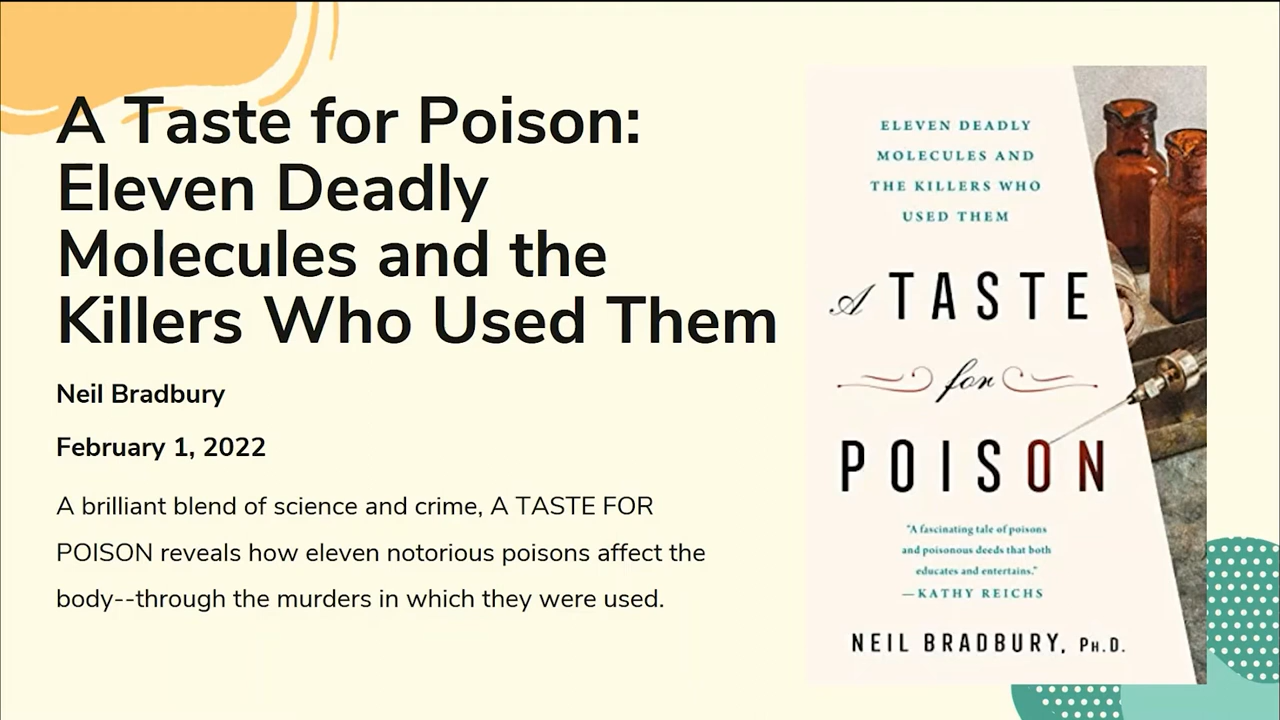 A Taste for Poison:
Eleven Deadly
Molecules and the
Killers Who Used Them
Neil Bradbury
February 1, 2022
A brilliant blend of science and crime, A TASTE FOR
POISON reveals how eleven notorious poisons affect the
body--through the murders in which they were used.
ELEVEN DEADLY
MOLECULES AND
THE KILLERS WHO
USED THEM
A TASTE
for
POISON
"A fascinating tale of poisons
and poisonous deeds that both
educates and entertains."
—KATHY REICHS
NEIL BRADBURY, PH.D.